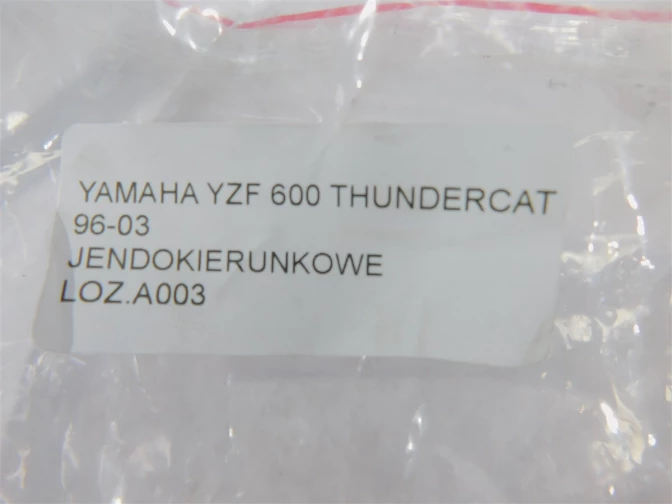 YAMAHA YZF 600 THUNDERCAT
96-03
JENDOKIERUNKOWE
LOZ.A003